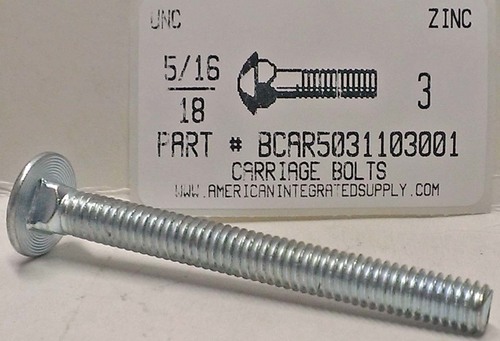 UNC ZINC
5/16
18
3
PART # BCAR5031103001
CARRIAGE BOLTS
WWW.AMERICANINTEGRATEDSUPPLY.COM